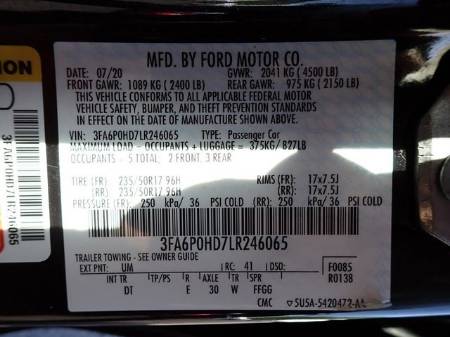 MFD. BY FORD MOTOR CO.
DATE: 07/20 GVWR: 2041 KG (4500 LB)
FRONT GAWR: 1089 KG (2400 LB) REAR GAWR: 975 KG (2150 LB)
THIS VEHICLE CONFORMS TO ALL APPLICABLE FEDERAL MOTOR
VEHICLE SAFETY, BUMPER, AND THEFT PREVENTION STANDARDS
IN EFFECT ON THE DATE OF MANUFACTURE SHOWN ABOVE.
VIN: 3FA6P0HD7LR246065 TYPE: Passenger Car
MAXIMUM LOAD - OCCUPANTS + LUGGAGE = 375KG/ 827LB
OCCUPANTS - 5 TOTAL; 2 FRONT, 3 REAR
TIRE (FR) 235/50R17 96H RIMS(FR) 17x7.5J
(RR) 235/50R17 96H (RR) 17x7.5J
PRESSURE (FR) 250 kPa/ 36 PSI COLD (RR) 250 kPa/ 36 PSI COLD
3FA6P0HD7LR246065
TRAILER TOWING - SEE OWNER GUIDE
EXT PNT: UM RC: 41 DSO: F0085
R0138
INT TR TP/PS R AXLE TR SPR
DT E 30 W FFGG
CMC 5U5A-5420472-AA
3FA6P0HD7LR246065